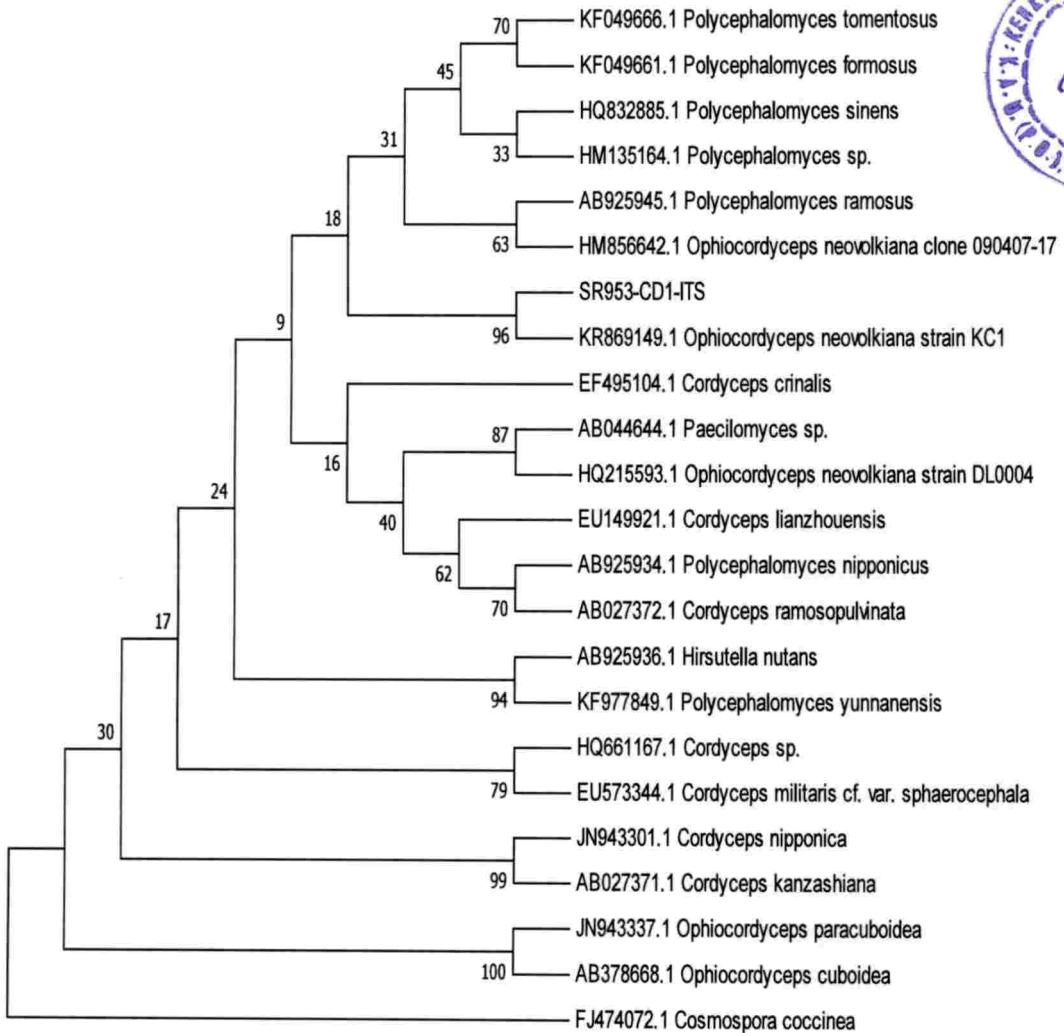 KF049666.1 Polycephalomyces tomentosus
70
KF049661.1 Polycephalomyces formosus
45
HQ832885.1 Polycephalomyces sinens
31
33
HM135164.1 Polycephalomyces sp.
AB925945.1 Polycephalomyces ramosus
18
63
HM856642.1 Ophiocordyceps neovolkiana clone 090407-17
SR953-CD1-ITS
9
96
KR869149.1 Ophiocordyceps neovolkiana strain KC1
EF495104.1 Cordyceps crinalis
87
AB044644.1 Paecilomyces sp.
16
HQ215593.1 Ophiocordyceps neovolkiana strain DL0004
24
40
EU149921.1 Cordyceps lianzhouensis
62
AB925934.1 Polycephalomyces nipponicus
70
AB027372.1 Cordyceps ramosopulvinata
17
AB925936.1 Hirsutella nutans
94
KF977849.1 Polycephalomyces yunnanensis
30
HQ661167.1 Cordyceps sp.
79
EU573344.1 Cordyceps militaris cf. var. sphaerocephala
JN943301.1 Cordyceps nipponica
99
AB027371.1 Cordyceps kanzashiana
JN943337.1 Ophiocordyceps paracuboidea
100
AB378668.1 Ophiocordyceps cuboidea
FJ474072.1 Cosmospora coccinea